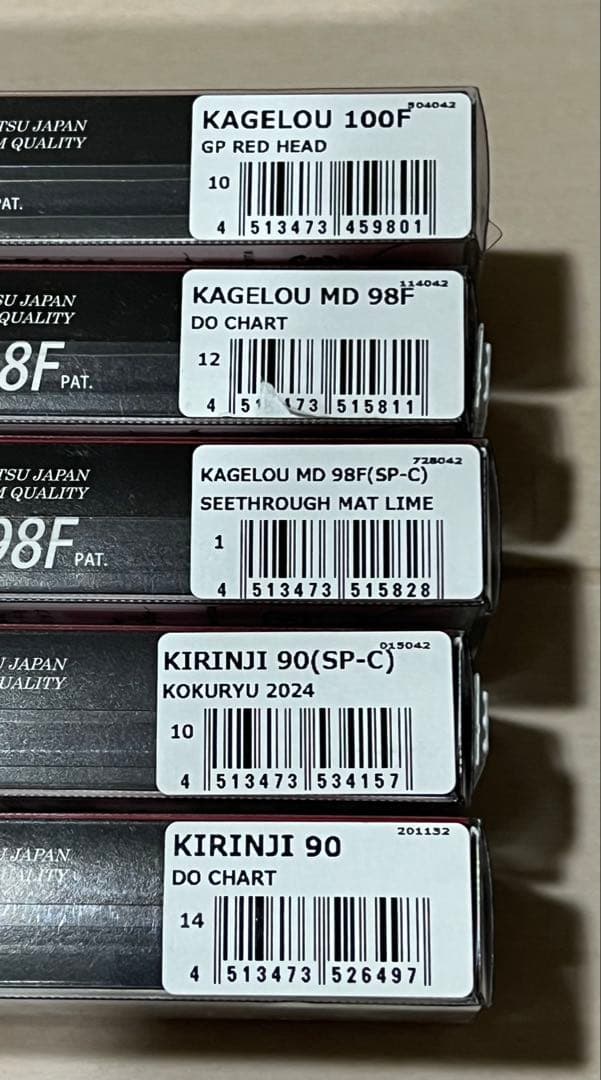 TSU JAPAN
M QUALITY
PAT.
504042
KAGELOU 100F
GP RED HEAD
10
4 513473 459801
SU JAPAN
QUALITY
8F PAT.
114042
KAGELOU MD 98F
DO CHART
12
4 51 473 515811
TSU JAPAN
M QUALITY
98F PAT.
728042
KAGELOU MD 98F(SP-C)
SEETHROUGH MAT LIME
1
4 513473 515828
U JAPAN
UALITY
015042
KIRINJI 90(SP-C)
KOKURYU 2024
10
4 513473 534157
U JAPAN
UALITY
201132
KIRINJI 90
DO CHART
14
4 513473 526497